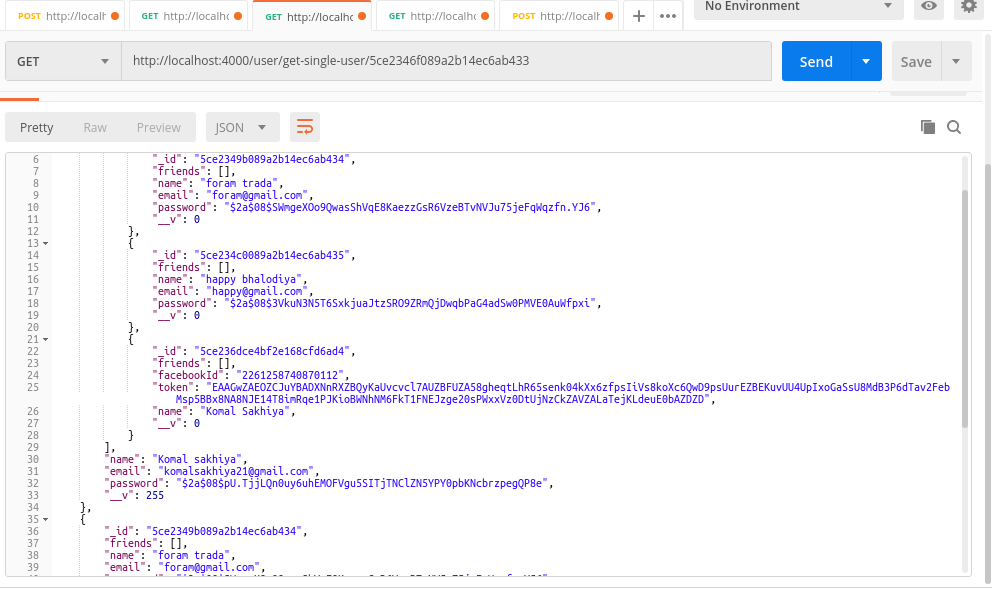 POST http://localh GET http://localhc GET http://localhc GET http://localhc POST http://localh + ••• No Environment
GET http://localhost:4000/user/get-single-user/5ce2346f089a2b14ec6ab433 Send Save
Pretty Raw Preview JSON
6 "_id": "5ce2349b089a2b14ec6ab434",
7 "friends": [],
8 "name": "foram trada",
9 "email": "foram@gmail.com",
10 "password": "$2a$08$SWmgeXOo9QwasShVqE8KaezzGsR6VzeBTvNVJu75jeFqWqzfn.YJ6",
11 "__v": 0
12 },
13 {
14 "_id": "5ce234c0089a2b14ec6ab435",
15 "friends": [],
16 "name": "happy bhalodiya",
17 "email": "happy@gmail.com",
18 "password": "$2a$08$3VkuN3N5T6SxkjuaJtzSRO9ZRmQjDwqbPaG4adSw0PMVE0AuWfpxi",
19 "__v": 0
20 },
21 {
22 "_id": "5ce236dce4bf2e168cfd6ad4",
23 "friends": [],
24 "facebookId": "2261258740870112",
25 "token": "EAAGwZAEOZCJuYBADXNnRXZBQyKaUvcvcl7AUZBFUZA58gheqtLhR65senk04kXx6zfpsIiVs8koXc6QwD9psUurEZBEKuvUU4UpIxoGaSsU8MdB3P6dTav2Feb
Msp5BBx8NA8NJE14T8imRqe1PJKioBWNhNM6FkT1FNEJzge20sPWxxVz0DtUjNzCkZAVZALaTejKLdeuE0bAZDZD",
26 "name": "Komal Sakhiya",
27 "__v": 0
28 }
29 ],
30 "name": "Komal sakhiya",
31 "email": "komalsakhiya21@gmail.com",
32 "password": "$2a$08$pU.TjjLQn0uy6uhEMOFVgu5SITjTNClZN5YPY0pbKNcbrzpegQP8e",
33 "__v": 255
34 },
35 {
36 "_id": "5ce2349b089a2b14ec6ab434",
37 "friends": [],
38 "name": "foram trada",
39 "email": "foram@gmail.com",